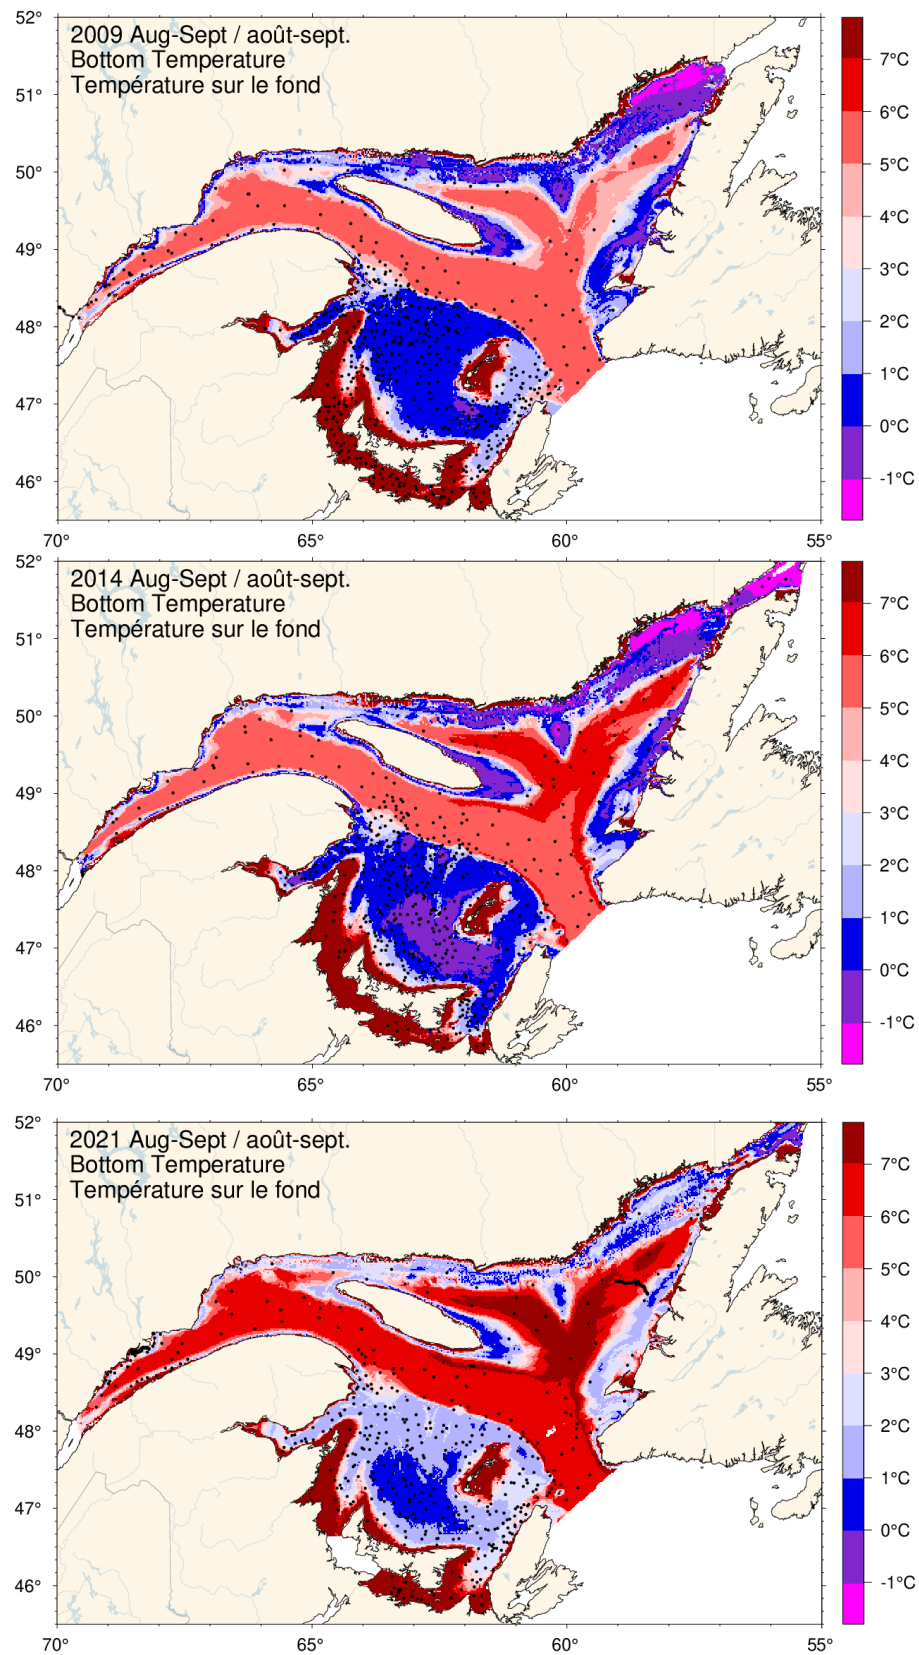 52°
2009 Aug-Sept / août-sept.
Bottom Temperature
Température sur le fond
51°
50°
49°
48°
47°
46°
70°
65°
60°
55°
7°C
6°C
5°C
4°C
3°C
2°C
1°C
0°C
-1°C
52°
2014 Aug-Sept / août-sept.
Bottom Temperature
Température sur le fond
51°
50°
49°
48°
47°
46°
70°
65°
60°
55°
7°C
6°C
5°C
4°C
3°C
2°C
1°C
0°C
-1°C
52°
2021 Aug-Sept / août-sept.
Bottom Temperature
Température sur le fond
51°
50°
49°
48°
47°
46°
70°
65°
60°
55°
7°C
6°C
5°C
4°C
3°C
2°C
1°C
0°C
-1°C